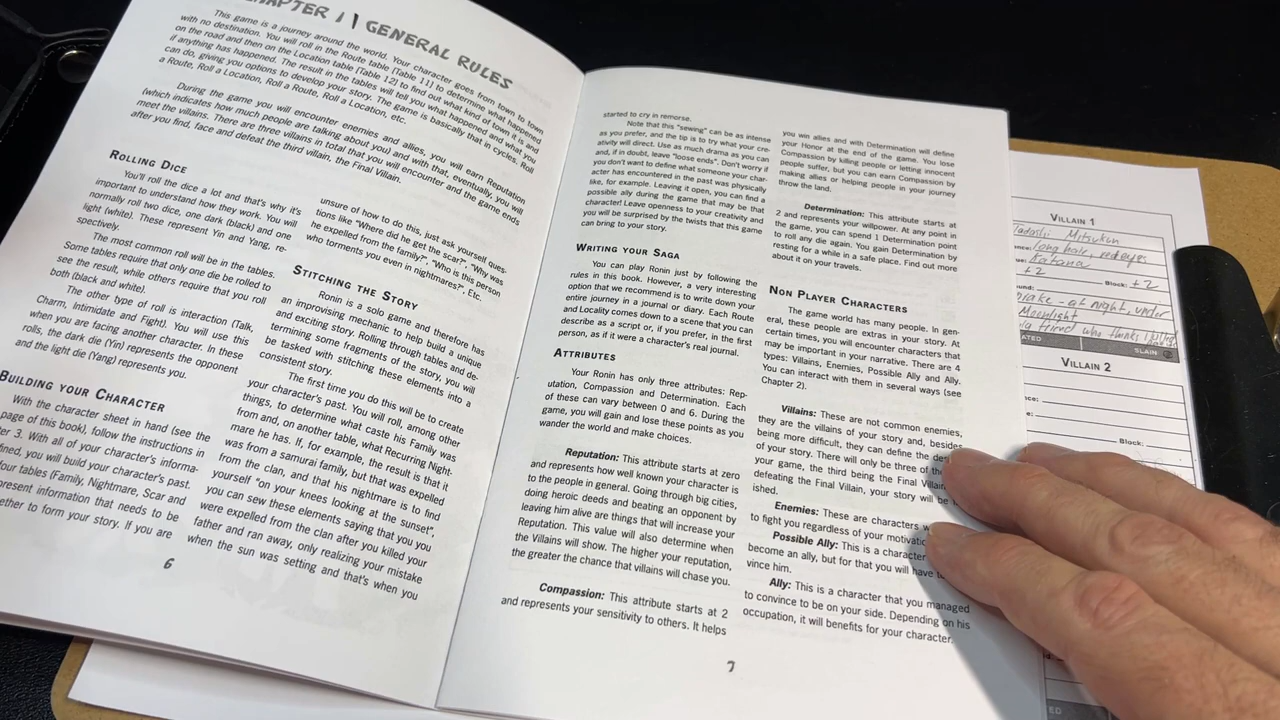 CHAPTER 1 | GENERAL RULES
This game is a journey around the world. Your character goes from town to town
with no destination. You will roll in the Route table (Table 11) to determine what happened
on the road and then on the Location table (Table 12) to find out what kind of town it is and
if anything has happened. The result in the tables will tell you what happened and what you
can do, giving you options to develop your story. The game is basically that in cycles. Roll
a Route, Roll a Location, Roll a Route, Roll a Location, etc.
During the game you will encounter enemies and allies, you will earn Reputation
(which indicates how much people are talking about you) and with that, eventually, you will
meet the villains. There are three villains in total that you will encounter and the game ends
after you find, face and defeat the third villain, the Final Villain.
ROLLING DICE
You'll roll the dice a lot and that's why it's
important to understand how they work. You will
normally roll two dice, one dark (black) and one
light (white). These represent Yin and Yang, re-
spectively.
The most common roll will be in the tables.
Some tables require that only one die be rolled to
see the result, while others require that you roll
both (black and white).
The other type of roll is interaction (Talk,
Charm, Intimidate and Fight). You will use this
when you are facing another character. In these
rolls, the dark die (Yin) represents the opponent
and the light die (Yang) represents you.
BUILDING YOUR CHARACTER
With the character sheet in hand (see the
page of this book), follow the instructions in
ter 3. With all of your character's informa-
fined, you will build your character's past.
four tables (Family, Nightmare, Scar and
present information that needs to be
ether to form your story. If you are
unsure of how to do this, just ask yourself ques-
tions like "Where did he get the scar?", "Why was
he expelled from the family?", "Who is this person
who torments you even in nightmares?", Etc.
STITCHING THE STORY
Ronin is a solo game and therefore has
an improvising mechanic to help build a unique
and exciting story. Rolling through tables and de-
termining some fragments of the story, you will
be tasked with stitching these elements into a
consistent story.
The first time you do this will be to create
your character's past. You will roll, among other
things, to determine what caste his Family was
from and, on another table, what Recurring Night-
mare he has. If, for example, the result is that it
was from a samurai family, but that was expelled
from the clan, and that his nightmare is to find
yourself "on your knees looking at the sunset",
you can sew these elements saying that you
were expelled from the clan after you killed your
father and ran away, only realizing your mistake
when the sun was setting and that's when you
6
started to cry in remorse.
Note that this "sewing" can be as intense
as you prefer, and the tip is to try what your cre-
ativity will direct. Use as much drama as you can
and, if in doubt, leave "loose ends". Don't worry if
you don't want to define what someone your char-
acter has encountered in the past was physically
like, for example. Leaving it open, you can find a
possible ally during the game that may be that
character! Leave openness to your creativity and
you will be surprised by the twists that this game
can bring to your story.
WRITING YOUR SAGA
You can play Ronin just by following the
rules in this book. However, a very interesting
option that we recommend is to write down your
entire journey in a journal or diary. Each Route
and Locality comes down to a scene that you can
describe as a script or, if you prefer, in the first
person, as if it were a character's real journal.
ATTRIBUTES
Your Ronin has only three attributes: Rep-
utation, Compassion and Determination. Each
of these can vary between 0 and 6. During the
game, you will gain and lose these points as you
wander the world and make choices.
Reputation: This attribute starts at zero
and represents how well known your character is
to the people in general. Going through big cities,
doing heroic deeds and beating an opponent by
leaving him alive are things that will increase your
Reputation. This value will also determine when
the Villains will show. The higher your reputation,
the greater the chance that villains will chase you.
Compassion: This attribute starts at 2
and represents your sensitivity to others. It helps
you win allies and with Determination will define
your Honor at the end of the game. You lose
Compassion by killing people or letting innocent
people suffer, but you can earn Compassion by
making allies or helping people in your journey
throw the land.
Determination: This attribute starts at
2 and represents your willpower. At any point in
the game, you can spend 1 Determination point
to roll any die again. You gain Determination by
resting for a while in a safe place. Find out more
about it on your travels.
NON PLAYER CHARACTERS
The game world has many people. In gen-
eral, these people are extras in your story. At
certain times, you will encounter characters that
may be important in your narrative. There are 4
types: Villains, Enemies, Possible Ally and Ally.
You can interact with them in several ways (see
Chapter 2).
Villains: These are not common enemies,
they are the villains of your story and, besides
being more difficult, they can define the
of your story. There will only be three of
your game, the third being the Final Villain
defeating the Final Villain, your story will be
ished.
Enemies: These are characters
to fight you regardless of your
Possible Ally: This is a character
become an ally, but for that you will have
vince him.
Ally: This is a character that you managed
to convince to be on your side. Depending on his
occupation, it will benefits for your character.
7
VILLAIN 1
Tadashi Mitsukun
long hair, red eyes
Katana
+2 Block: +2
- at night, under
Moonlight
friend who thinks
SLAIN
VILLAIN 2
Block: